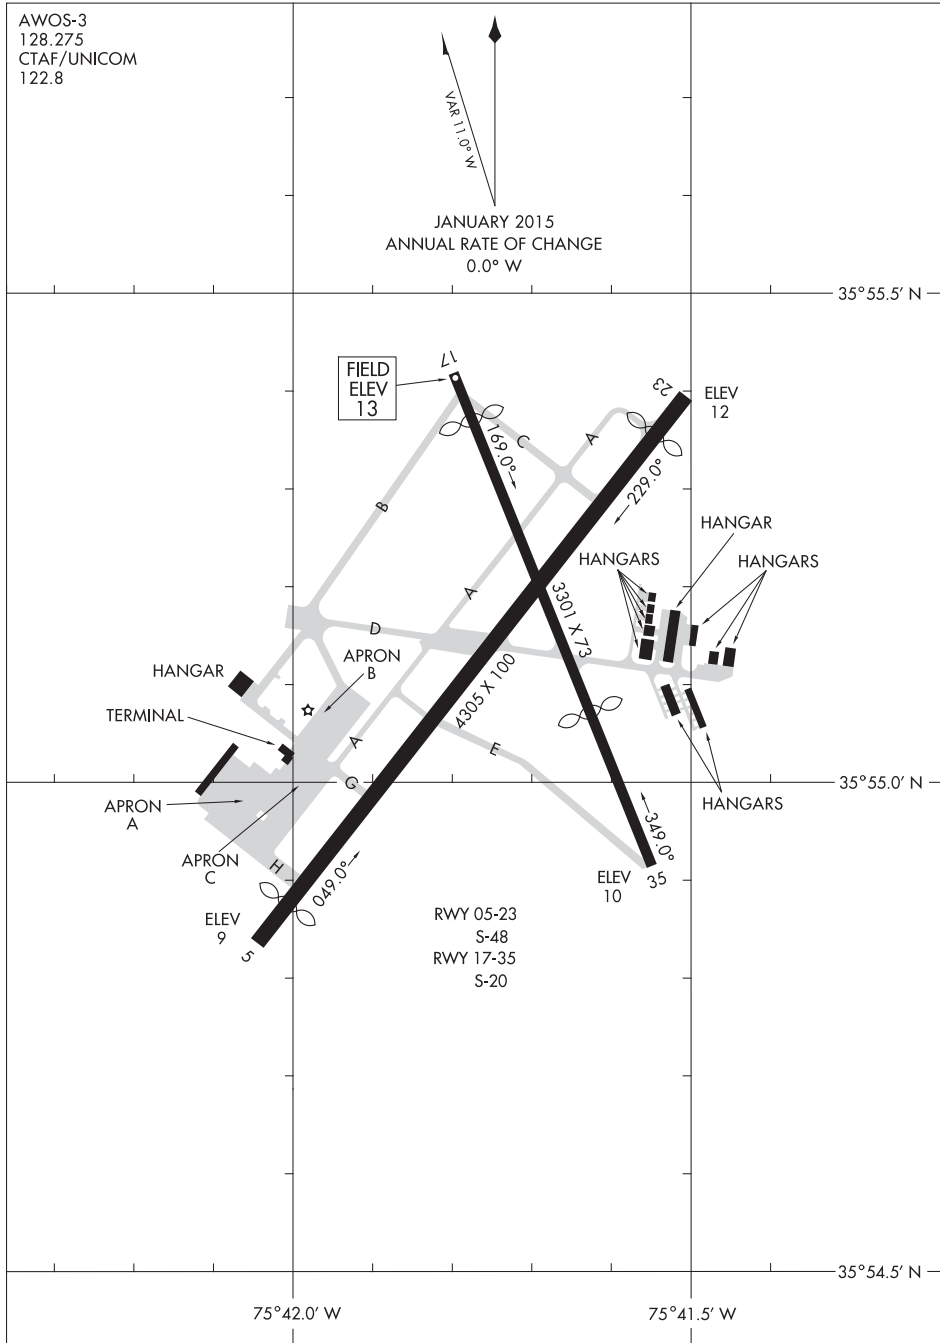 AWOS-3
128.275
CTAF/UNICOM
122.8
VAR 11.0° W
JANUARY 2015
ANNUAL RATE OF CHANGE
0.0° W
35°55.5' N
17
FIELD
ELEV
13
23
ELEV
12
C
A
169.0°
229.0°
B
HANGAR
HANGARS
HANGARS
A
3301 X 73
D
APRON
B
HANGAR
4305 X 100
TERMINAL
A
E
G
35°55.0' N
APRON
A
HANGARS
APRON
C
H
049.0°
349.0°
ELEV
10
35
ELEV
9
5
RWY 05-23
S-48
RWY 17-35
S-20
35°54.5' N
75°42.0' W
75°41.5' W